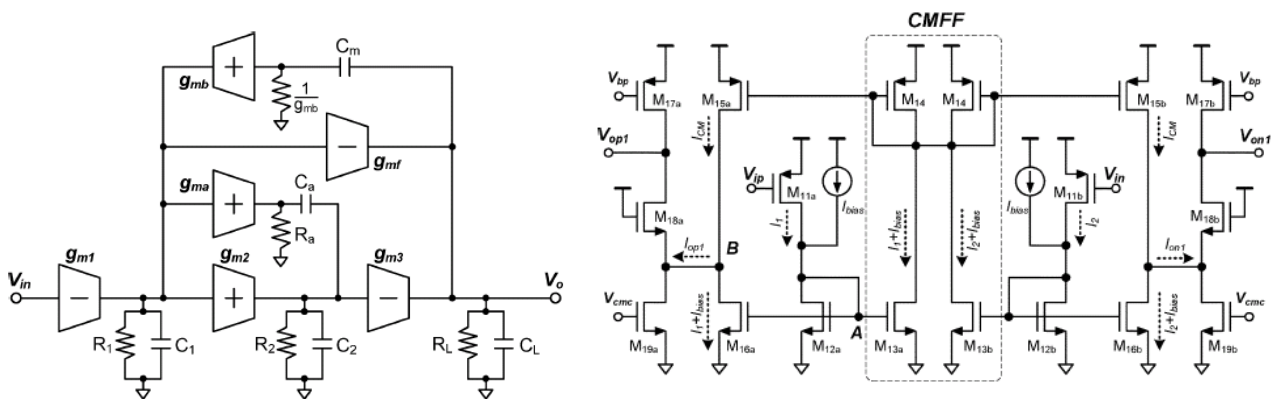 g_mb
C_m
1/g_mb
g_mf
g_ma
C_a
R_a
V_in
g_m1
g_m2
g_m3
V_o
R_1
C_1
R_2
C_2
R_L
C_L
CMFF
V_bp
M_17a
M_15a
M_14
M_14
M_15b
M_17b
V_bp
I_CM
I_CM
V_op1
V_on1
V_ip
M_11a
I_bias
I_bias
M_11b
V_in
I_1
I_2
M_18a
M_18b
I_1+I_bias
I_2+I_bias
I_op1
B
I_on1
V_cmc
V_cmc
A
M_19a
I_1+I_bias
M_16a
M_12a
M_13a
M_13b
M_12b
M_16b
I_2+I_bias
M_19b